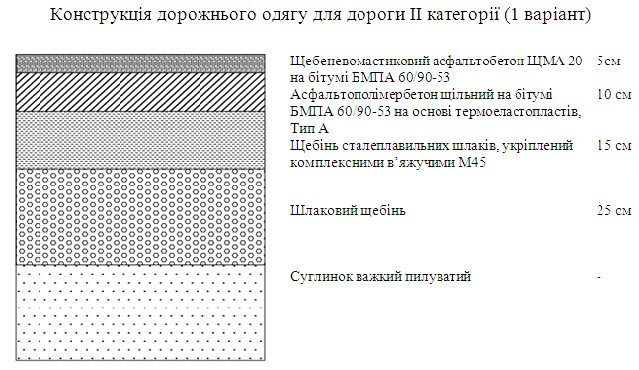 Конструкція дорожнього одягу для дороги II категорії (1 варіант)
Щебеневомастиковий асфальтобетон ЩМА 20 5см
на бітумі БМПА 60/90-53
Асфальтополімербетон щільний на бітумі 10 см
БМПА 60/90-53 на основі термоеластопластів,
Тип А
Щебінь сталеплавильних шлаків, укріплений 15 см
комплексними в’яжучими М45
Шлаковий щебінь 25 см
Суглинок важкий пилуватий -